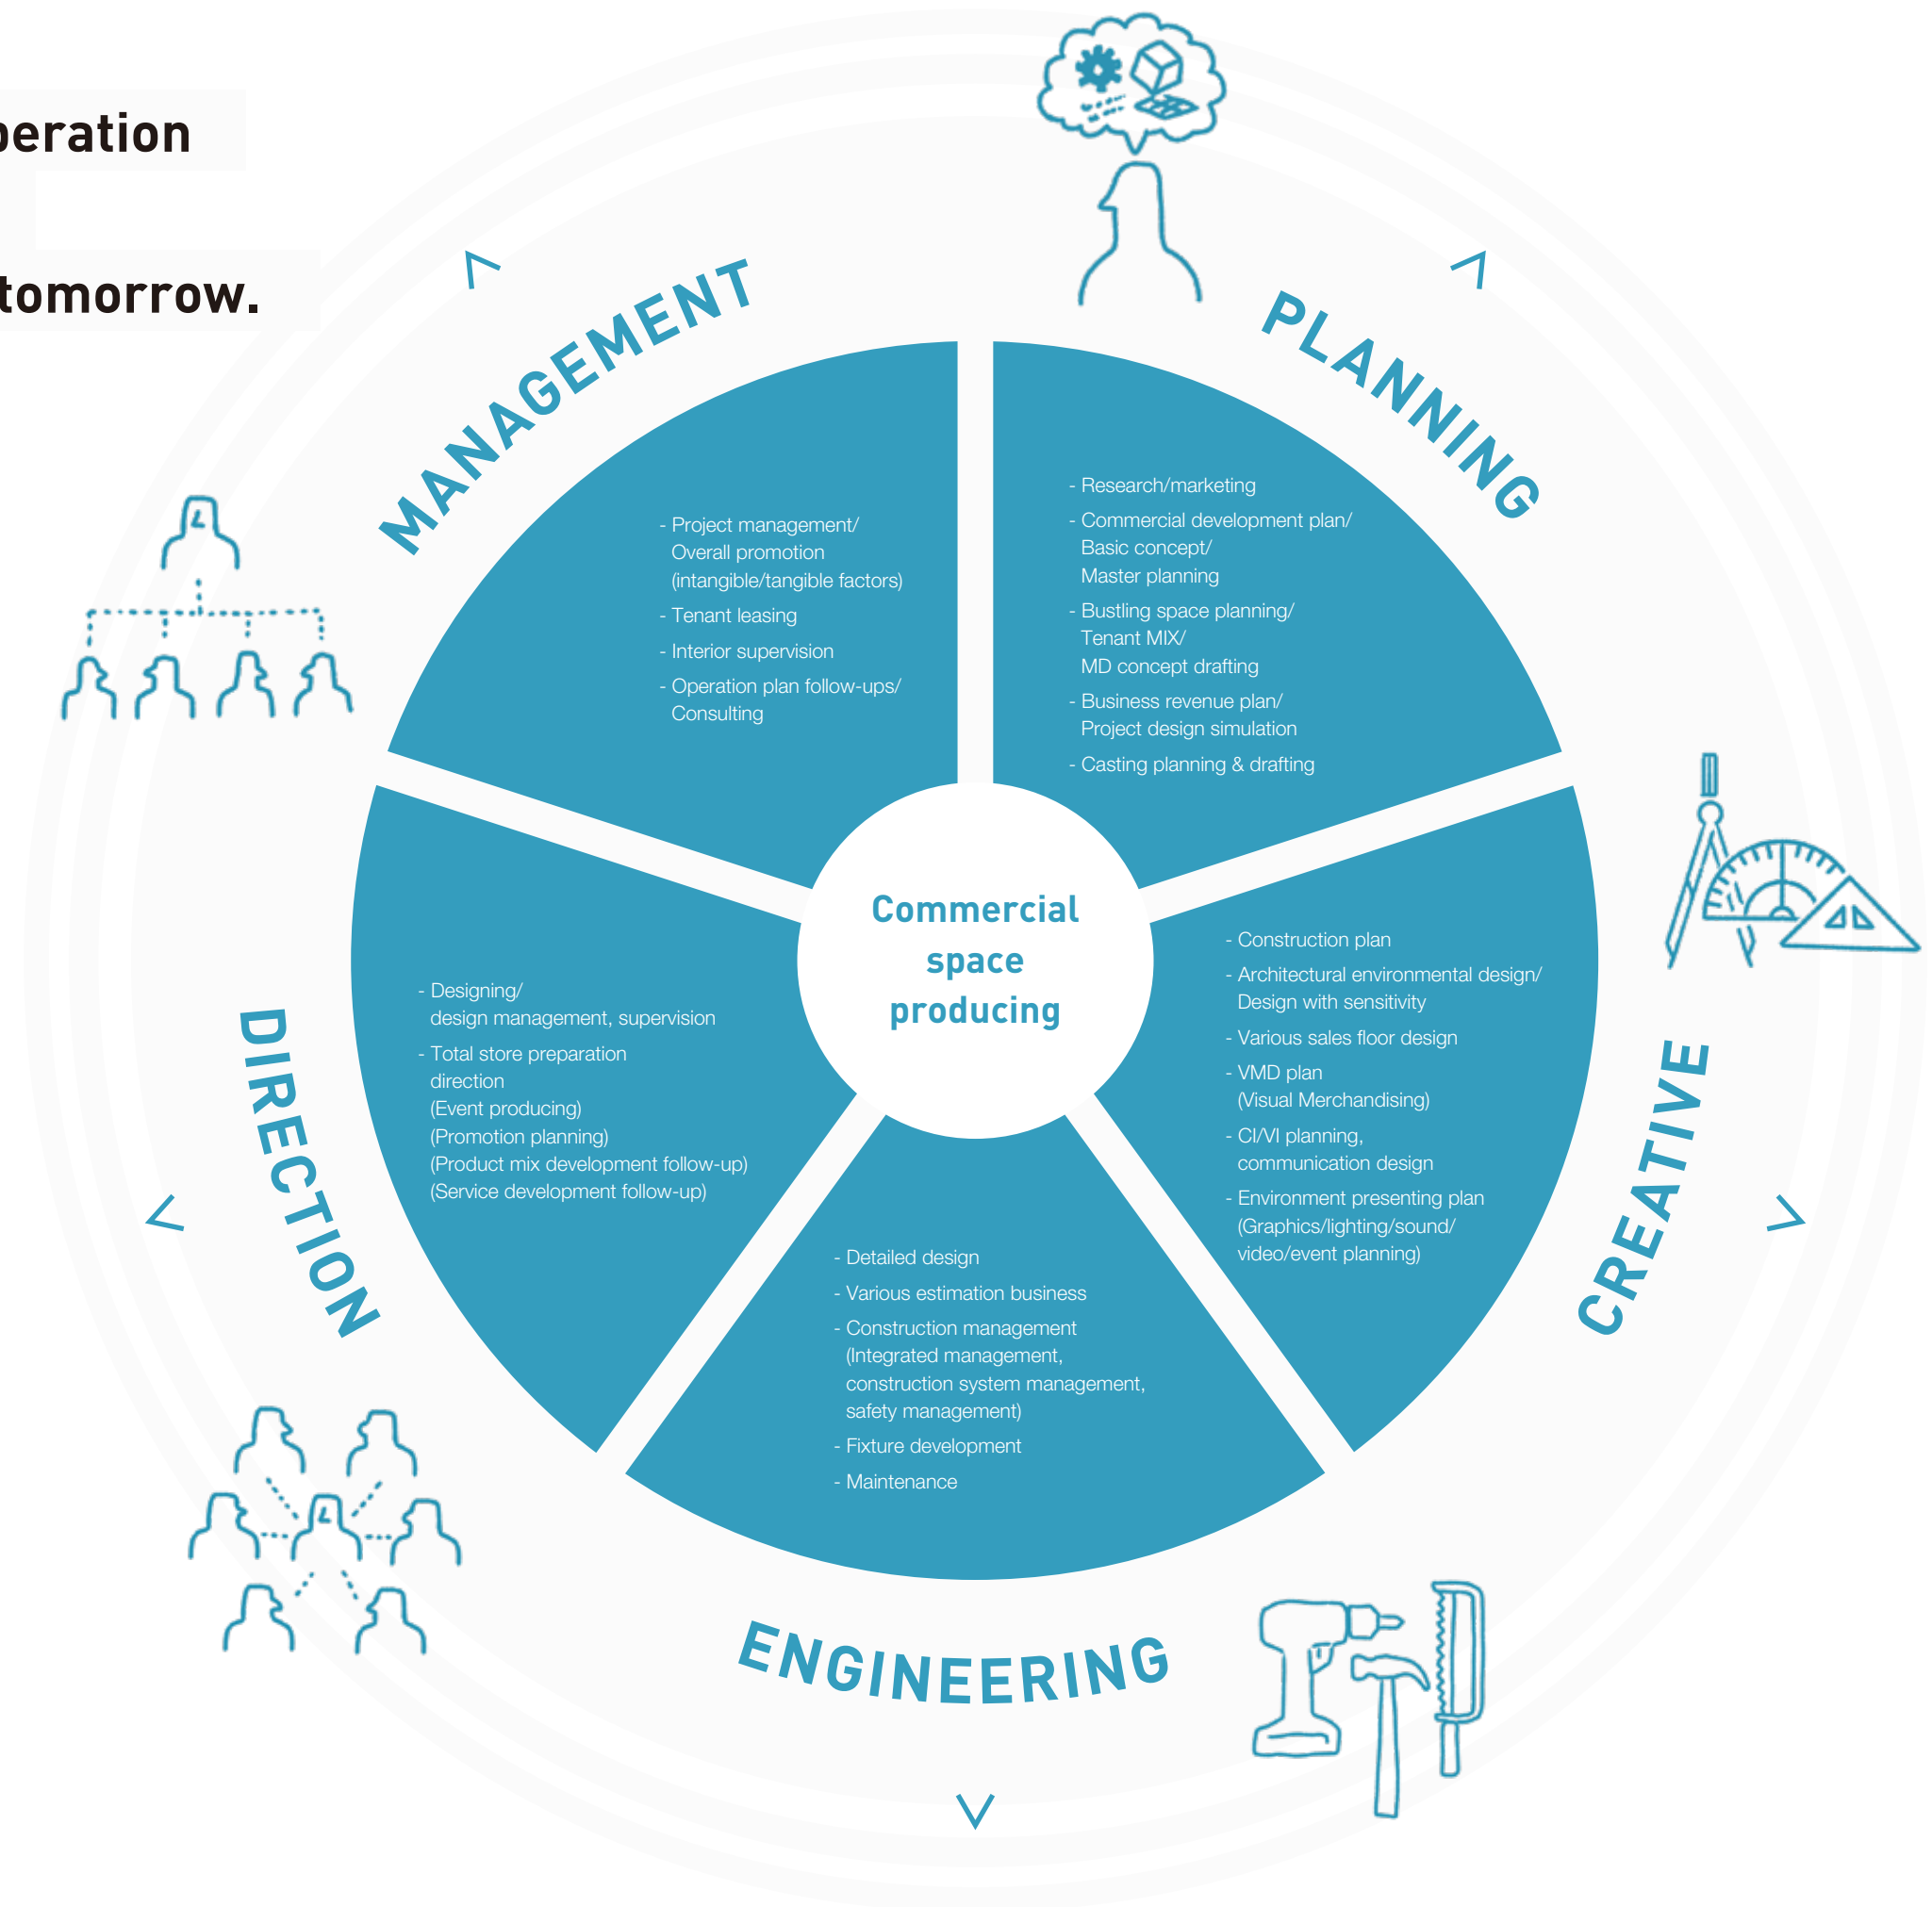 peration
tomorrow.
MANAGEMENT
- Project management/
Overall promotion
(intangible/tangible factors)
- Tenant leasing
- Interior supervision
- Operation plan follow-ups/
Consulting
PLANNING
- Research/marketing
- Commercial development plan/
Basic concept/
Master planning
- Bustling space planning/
Tenant MIX/
MD concept drafting
- Business revenue plan/
Project design simulation
- Casting planning & drafting
Commercial
space
producing
CREATIVE
- Construction plan
- Architectural environmental design/
Design with sensitivity
- Various sales floor design
- VMD plan
(Visual Merchandising)
- CI/VI planning,
communication design
- Environment presenting plan
(Graphics/lighting/sound/
video/event planning)
DIRECTION
- Designing/
design management, supervision
- Total store preparation
direction
(Event producing)
(Promotion planning)
(Product mix development follow-up)
(Service development follow-up)
- Detailed design
- Various estimation business
- Construction management
(Integrated management,
construction system management,
safety management)
- Fixture development
- Maintenance
ENGINEERING